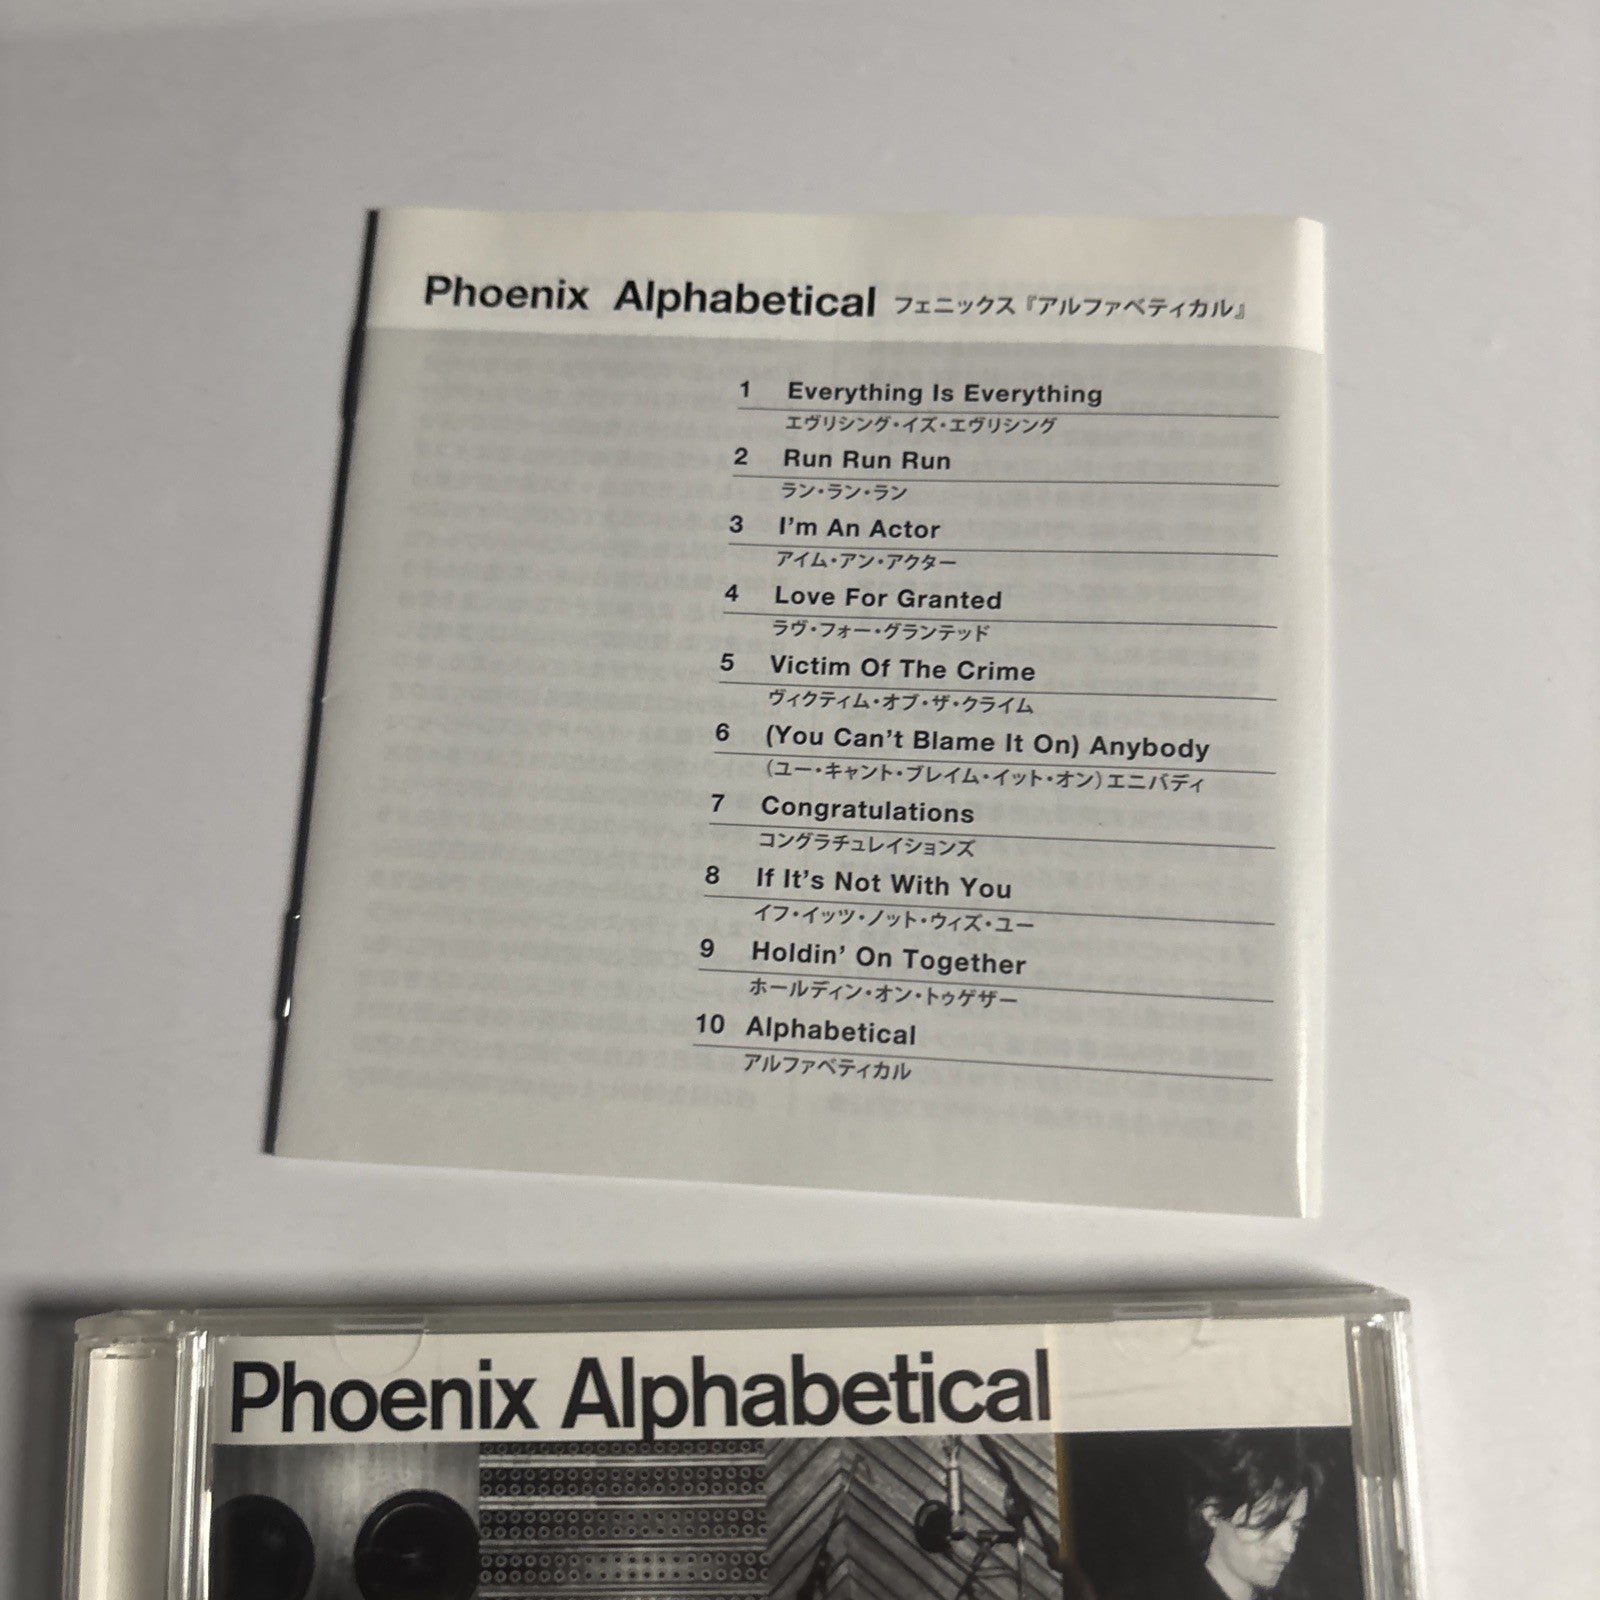 Phoenix Alphabetical フェニックス『アルファベティカル』
1 Everything Is Everything
エヴリシング・イズ・エヴリシング
2 Run Run Run
ラン・ラン・ラン
3 I'm An Actor
アイム・アン・アクター
4 Love For Granted
ラヴ・フォー・グランテッド
5 Victim Of The Crime
ヴィクティム・オブ・ザ・クライム
6 (You Can't Blame It On) Anybody
(ユー・キャント・ブレイム・イット・オン)エニバディ
7 Congratulations
コングラチュレイションズ
8 If It's Not With You
イフ・イッツ・ノット・ウィズ・ユー
9 Holdin' On Together
ホールディン・オン・トゥゲザー
10 Alphabetical
アルファベティカル
Phoenix Alphabetical